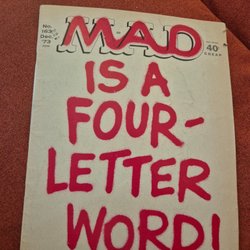 No.
163
Dec.
'73
MAD
40¢
CHEAP
IS A
FOUR-
LETTER
WORD!